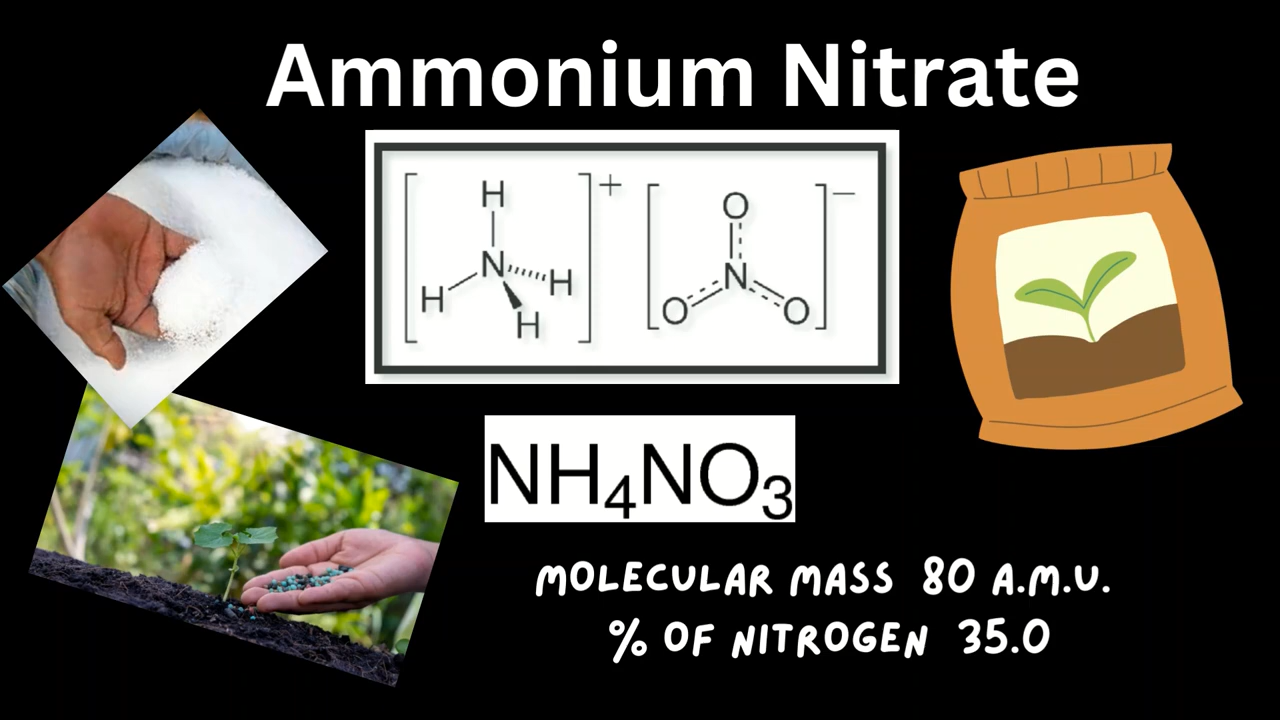 Ammonium Nitrate
H + O −
N H N
H H O O
NH₄NO₃
MOLECULAR MASS 80 A.M.U.
% OF NITROGEN 35.0